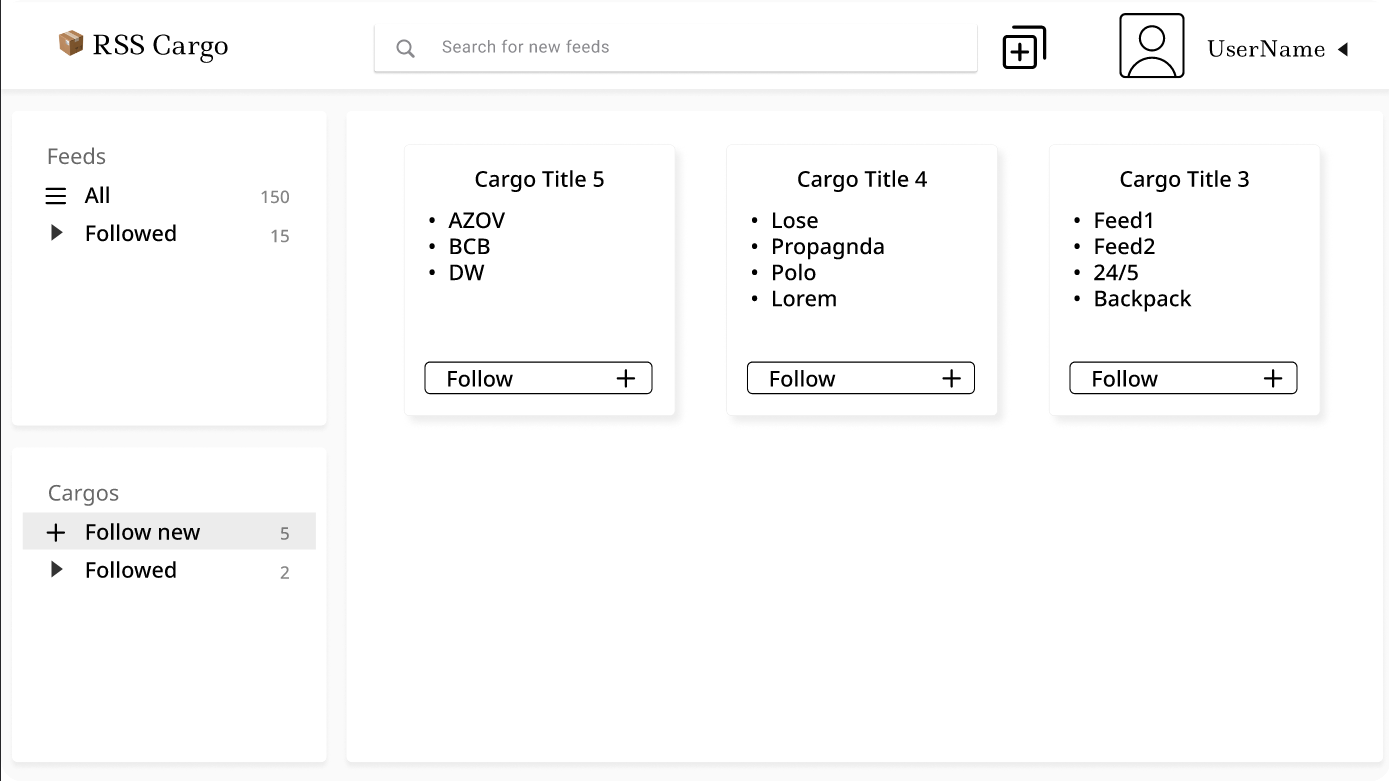 RSS Cargo
Search for new feeds
UserName
Feeds
All 150
Followed 15
Cargos
Follow new 5
Followed 2
Cargo Title 5
• AZOV
• BCB
• DW
Follow
Cargo Title 4
• Lose
• Propagnda
• Polo
• Lorem
Follow
Cargo Title 3
• Feed1
• Feed2
• 24/5
• Backpack
Follow